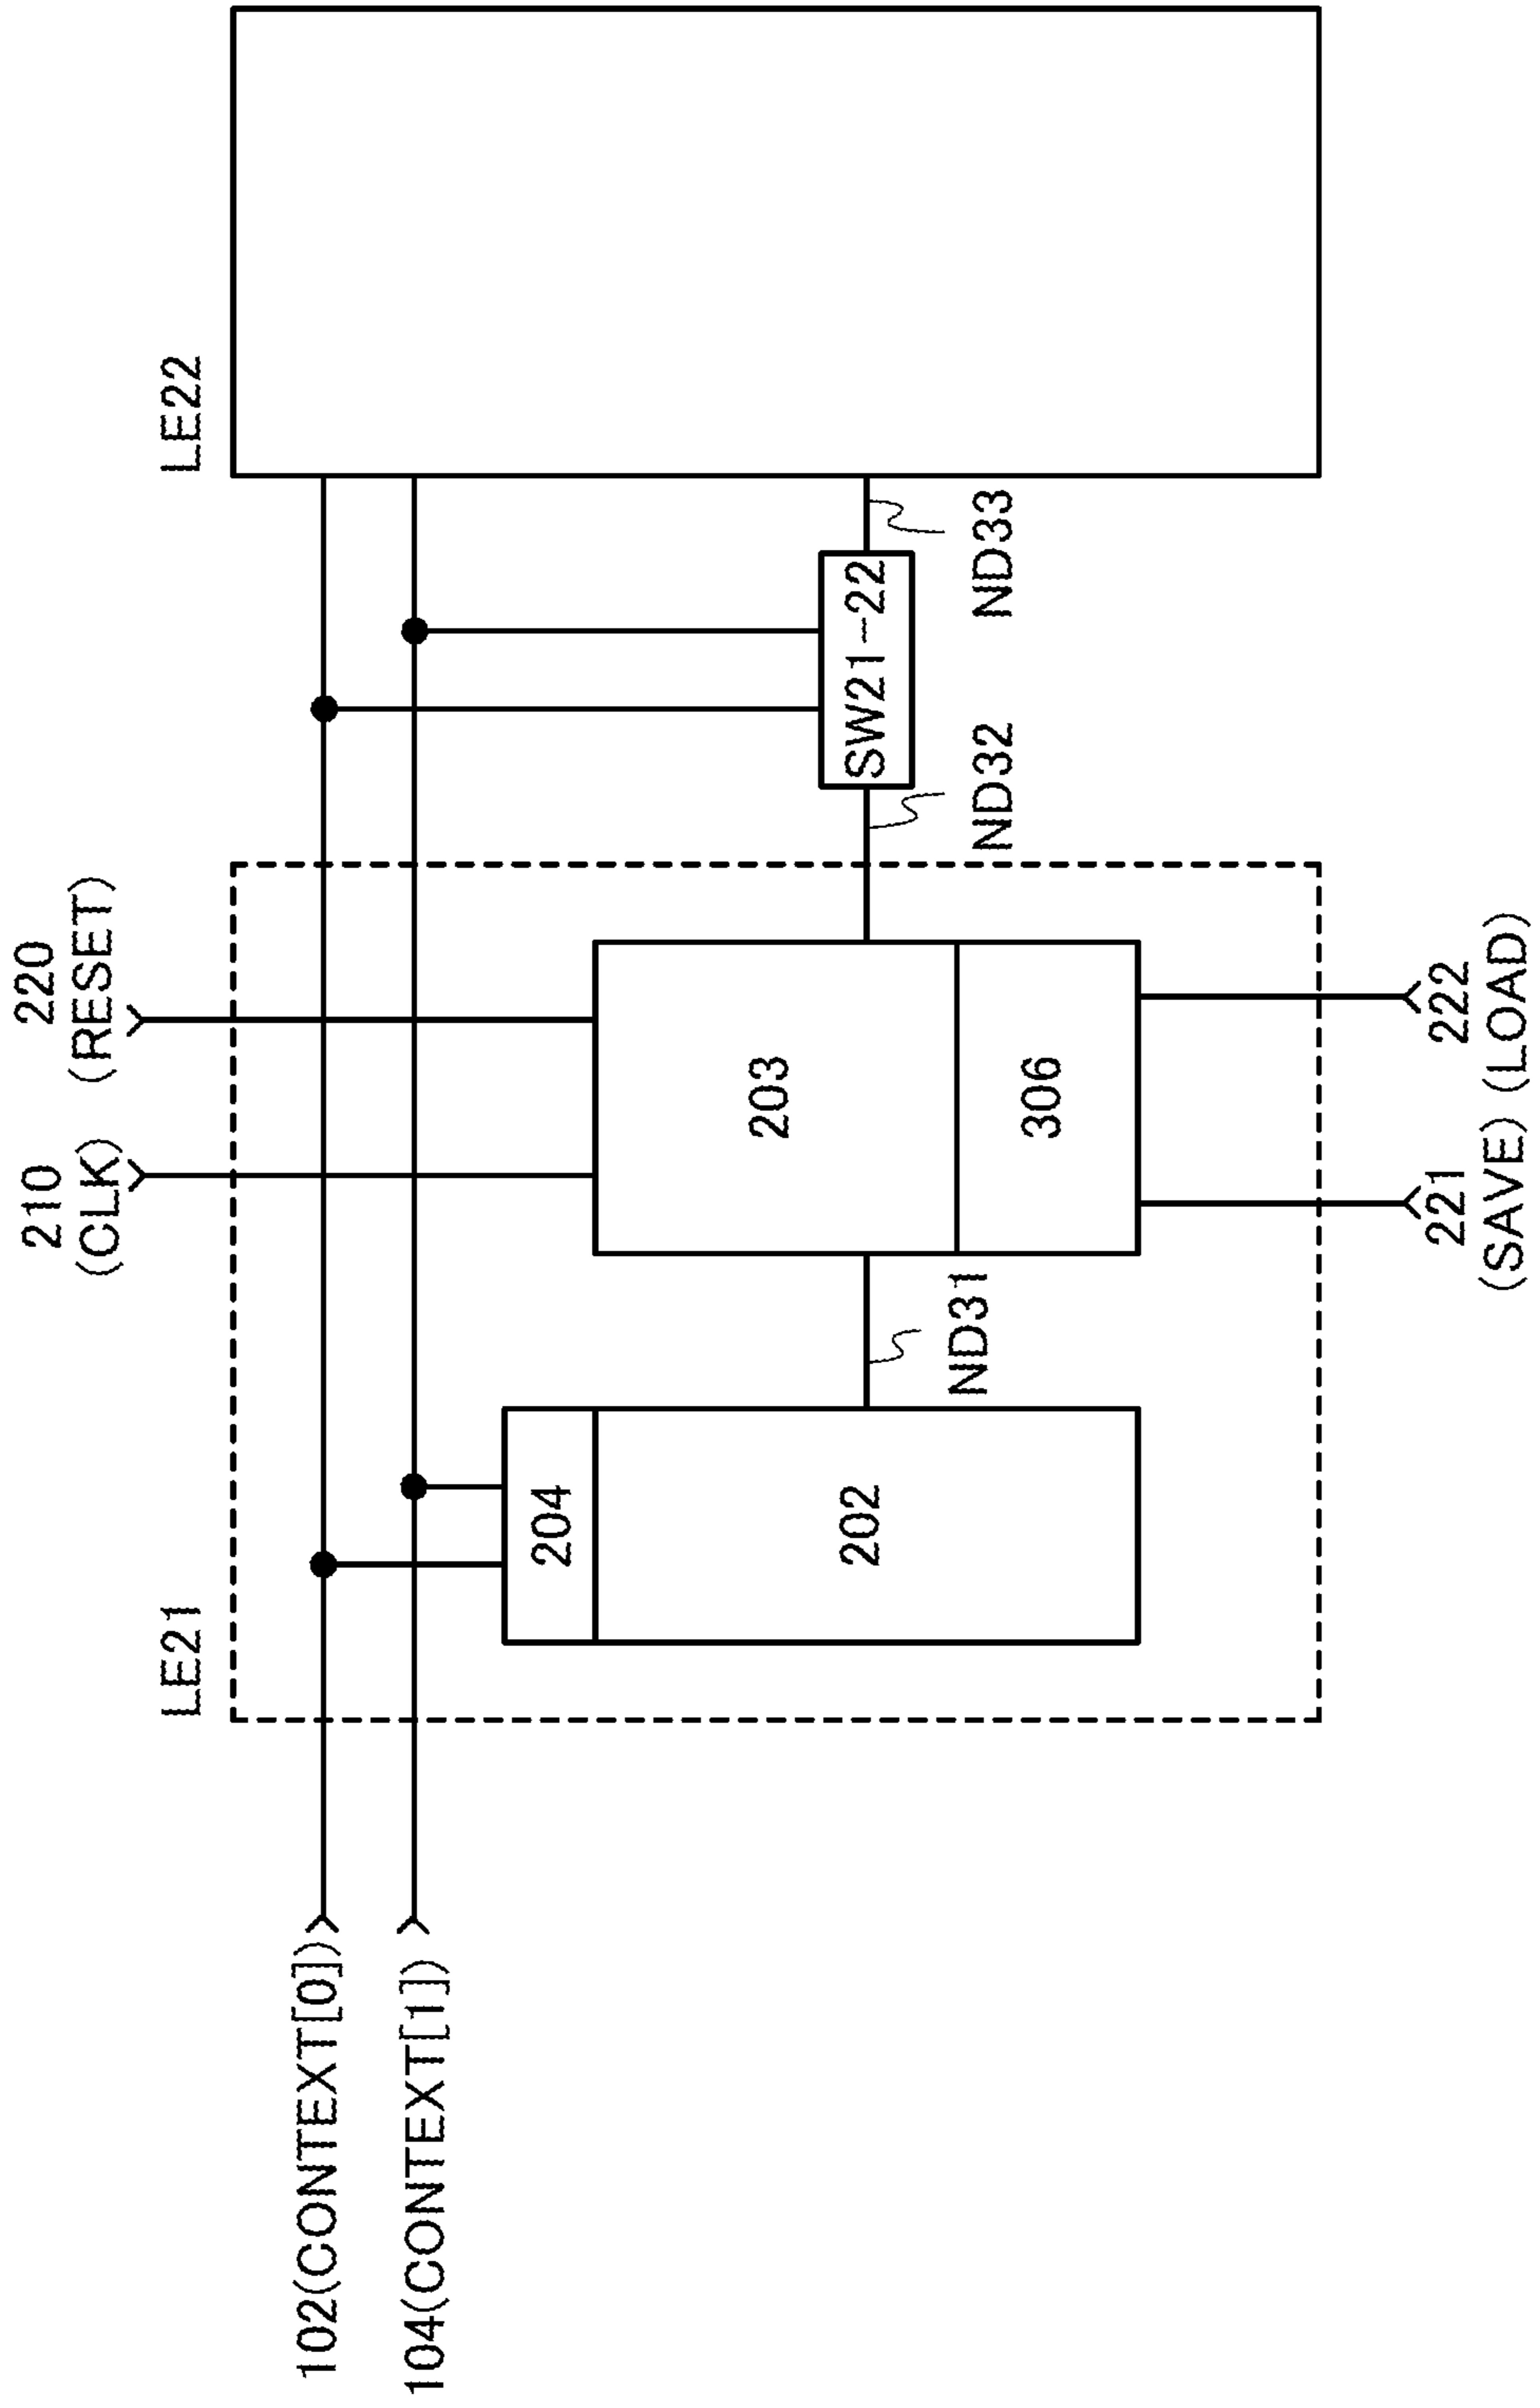 220
(RESET)
210
(CLK)
LE21
LE22
102(CONTEXT[0])
104(CONTEXT[1])
204
202
203
306
SW21-22
ND31
ND32
ND33
221
(SAVE)
222
(LOAD)